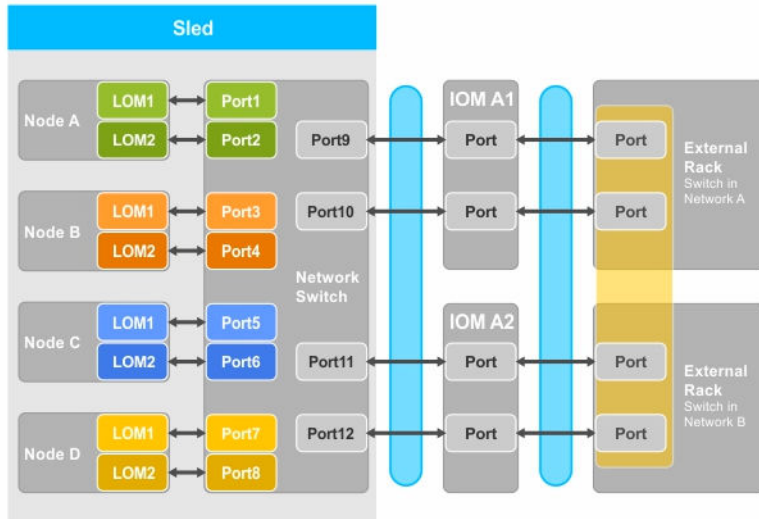 Sled
Node A
LOM1
Port1
LOM2
Port2
Node B
LOM1
Port3
LOM2
Port4
Node C
LOM1
Port5
LOM2
Port6
Node D
LOM1
Port7
LOM2
Port8
Port9
Port10
Network
Switch
Port11
Port12
IOM A1
Port
Port
IOM A2
Port
Port
Port
Port
External
Rack
Switch in
Network A
Port
Port
External
Rack
Switch in
Network B